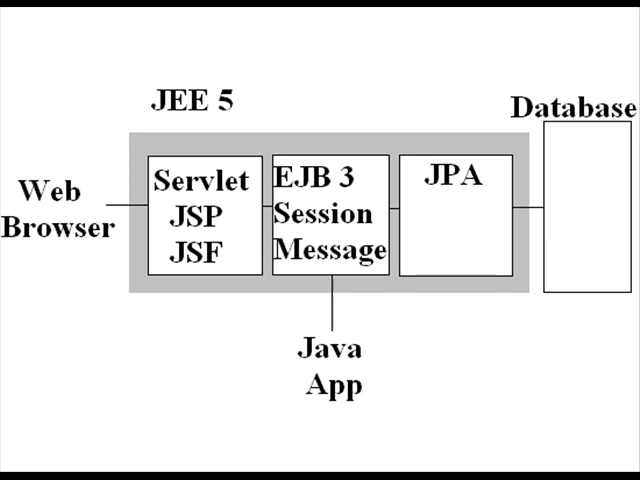 JEE 5
Database
Web
Browser
Servlet
JSP
JSF
EJB 3
Session
Message
JPA
Java
App